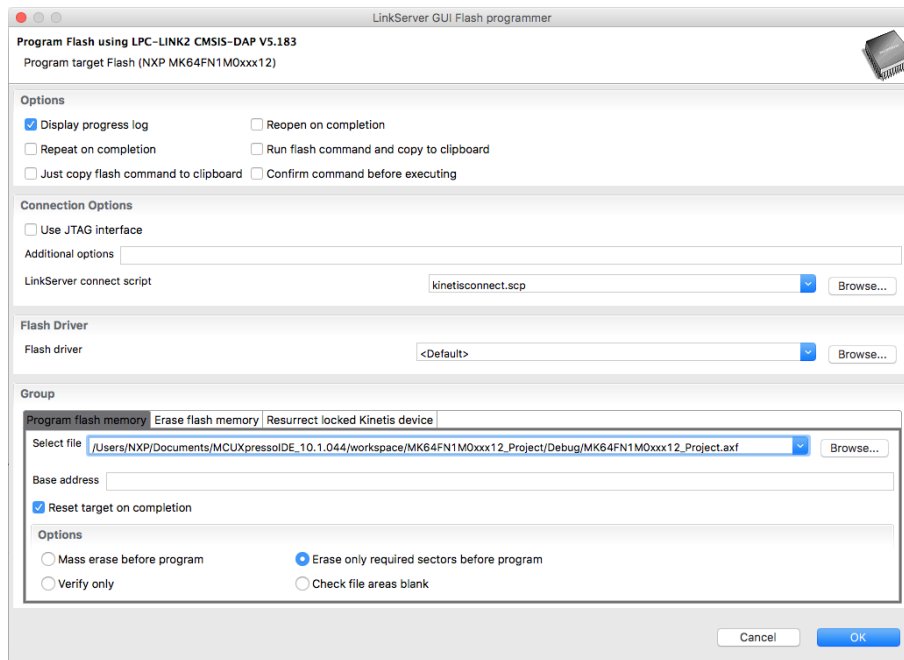 LinkServer GUI Flash programmer
Program Flash using LPC-LINK2 CMSIS-DAP V5.183
Program target Flash (NXP MK64FN1M0xxx12)
Options
Display progress log
Reopen on completion
Repeat on completion
Run flash command and copy to clipboard
Just copy flash command to clipboard
Confirm command before executing
Connection Options
Use JTAG interface
Additional options
LinkServer connect script
kinetisconnect.scp
Browse...
Flash Driver
Flash driver
<Default>
Browse...
Group
Program flash memory
Erase flash memory
Resurrect locked Kinetis device
Select file
/Users/NXP/Documents/MCUXpressoIDE_10.1.044/workspace/MK64FN1M0xxx12_Project/Debug/MK64FN1M0xxx12_Project.axf
Browse...
Base address
Reset target on completion
Options
Mass erase before program
Erase only required sectors before program
Verify only
Check file areas blank
Cancel
OK